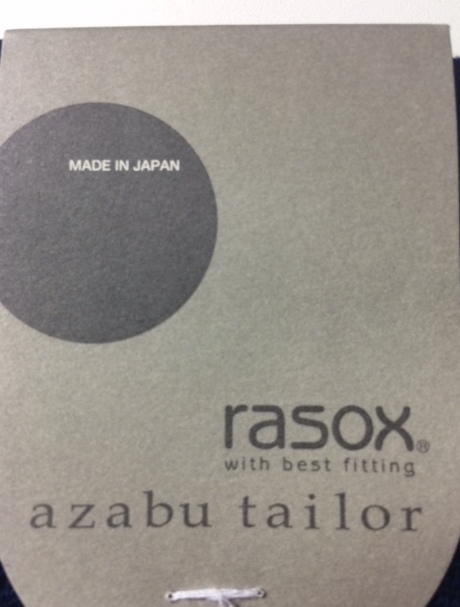 MADE IN JAPAN
rasox®
with best fitting
azabu tailor